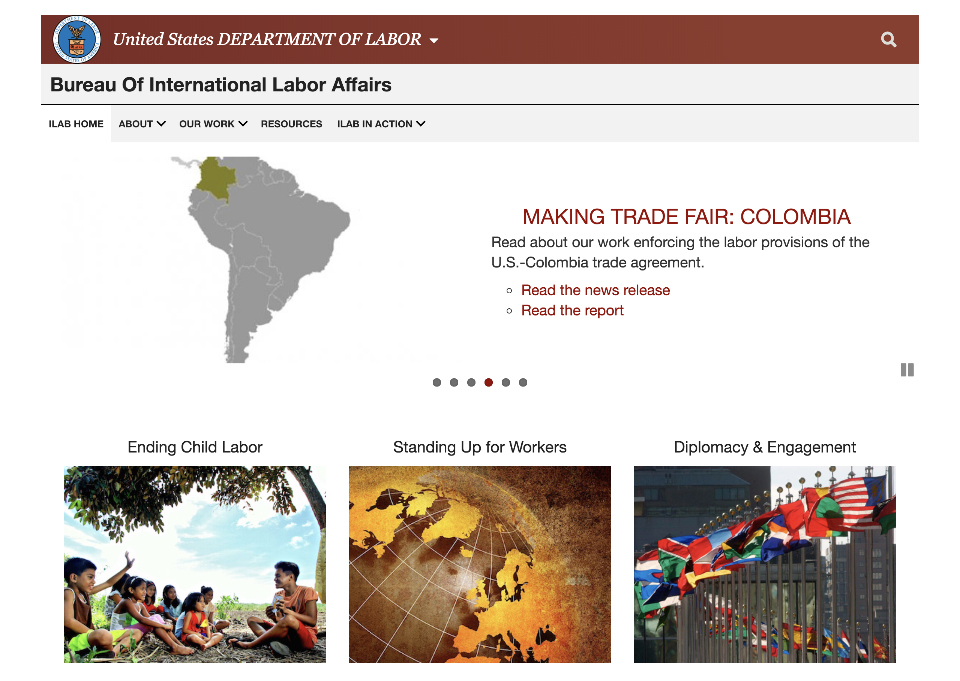 United States DEPARTMENT OF LABOR
Bureau Of International Labor Affairs
ILAB HOME ABOUT OUR WORK RESOURCES ILAB IN ACTION
MAKING TRADE FAIR: COLOMBIA
Read about our work enforcing the labor provisions of the
U.S.-Colombia trade agreement.
Read the news release
Read the report
Ending Child Labor
Standing Up for Workers
Diplomacy & Engagement